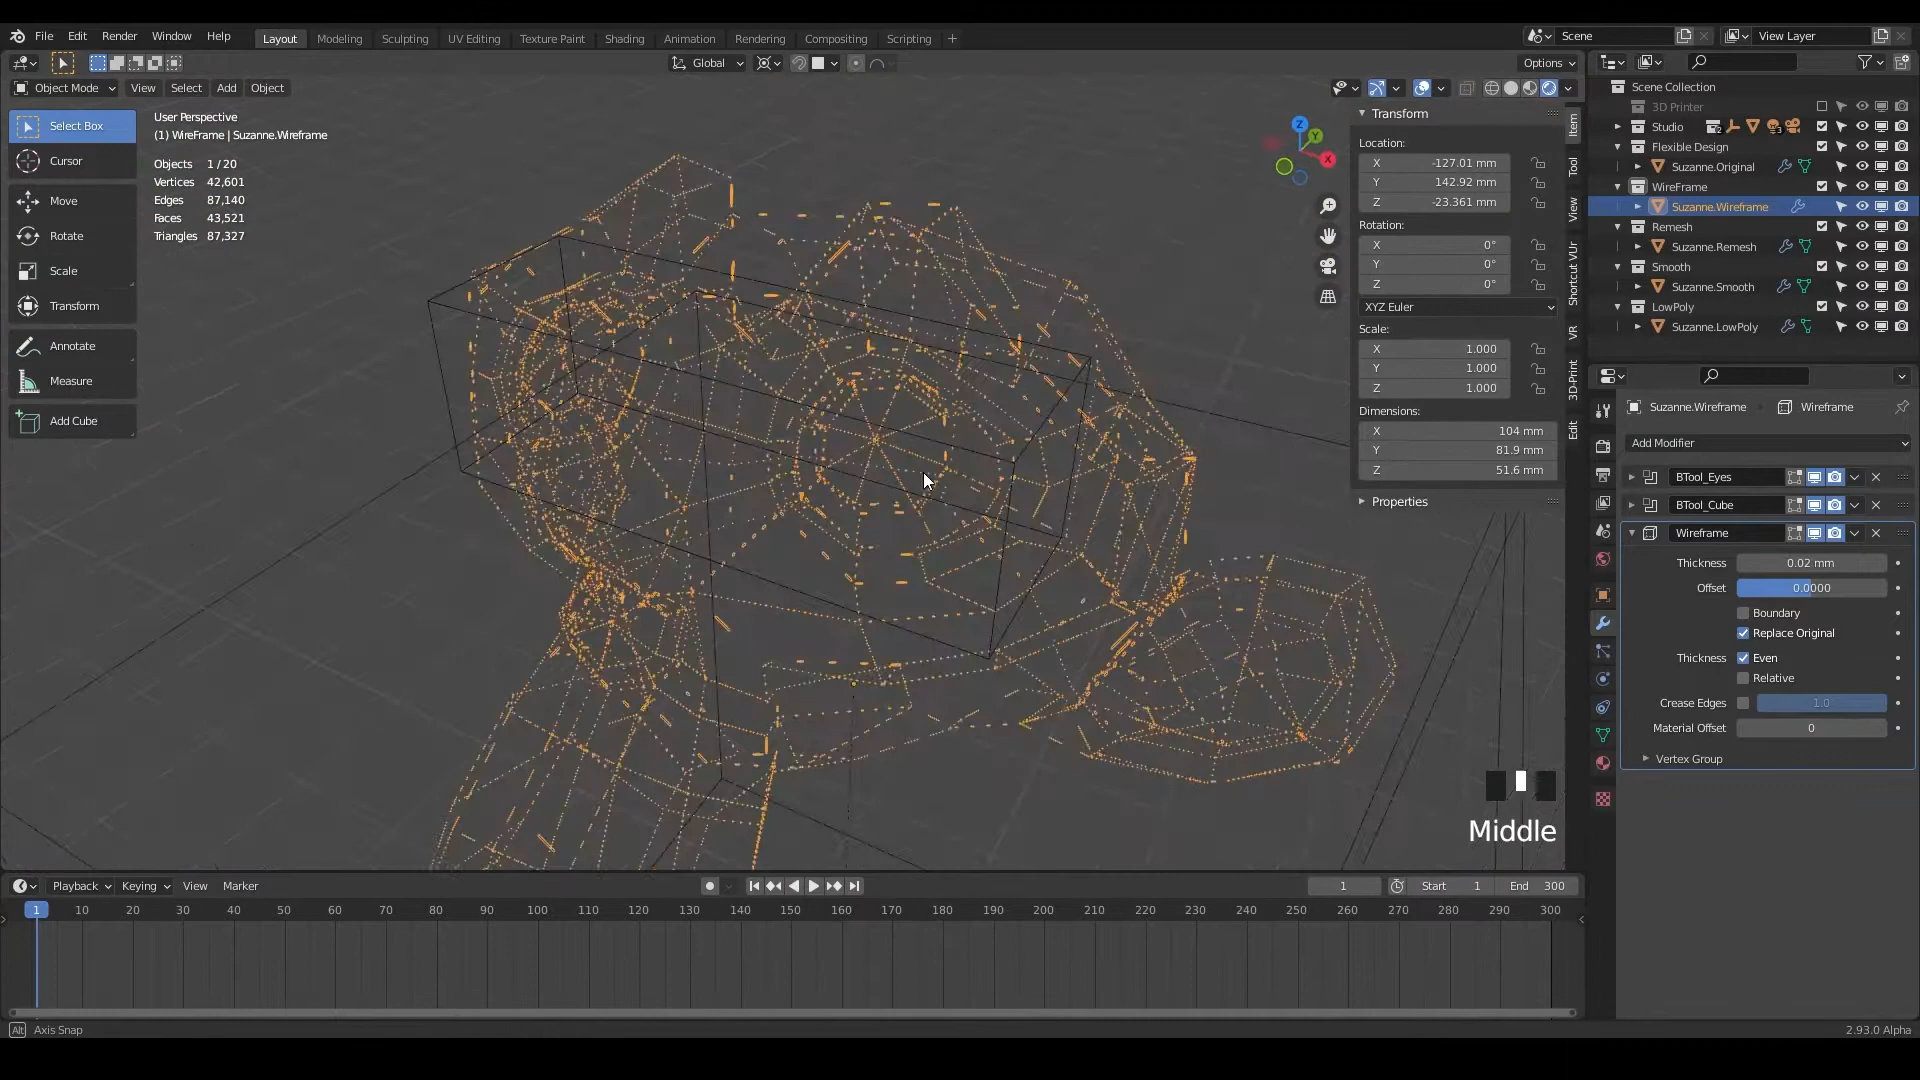 File Edit Render Window Help Layout Modeling Sculpting UV Editing Texture Paint Shading Animation Rendering Compositing Scripting + Scene View Layer
Global Options
Object Mode View Select Add Object
Select Box
Cursor
Move
Rotate
Scale
Transform
Annotate
Measure
Add Cube
User Perspective
(1) WireFrame | Suzanne.Wireframe
Objects 1 / 20
Vertices 42,601
Edges 87,140
Faces 43,521
Triangles 87,327
Z
Y
X
Transform
Location:
X -127.01 mm
Y 142.92 mm
Z -23.361 mm
Rotation:
X 0°
Y 0°
Z 0°
XYZ Euler
Scale:
X 1.000
Y 1.000
Z 1.000
Dimensions:
X 104 mm
Y 81.9 mm
Z 51.6 mm
Properties
Item
Tool
View
Shortcut VUr
VR
3D-Print
Edit
Scene Collection
3D Printer
Studio
Flexible Design
Suzanne.Original
WireFrame
Suzanne.Wireframe
Remesh
Suzanne.Remesh
Smooth
Suzanne.Smooth
LowPoly
Suzanne.LowPoly
Suzanne.Wireframe Wireframe
Add Modifier
BTool_Eyes
BTool_Cube
Wireframe
Thickness 0.02 mm
Offset 0.0000
Boundary
Replace Original
Thickness Even
Relative
Crease Edges 1.0
Material Offset 0
Vertex Group
Middle
Playback Keying View Marker 1 Start 1 End 300
1 10 20 30 40 50 60 70 80 90 100 110 120 130 140 150 160 170 180 190 200 210 220 230 240 250 260 270 280 290 300
Alt Axis Snap 2.93.0 Alpha